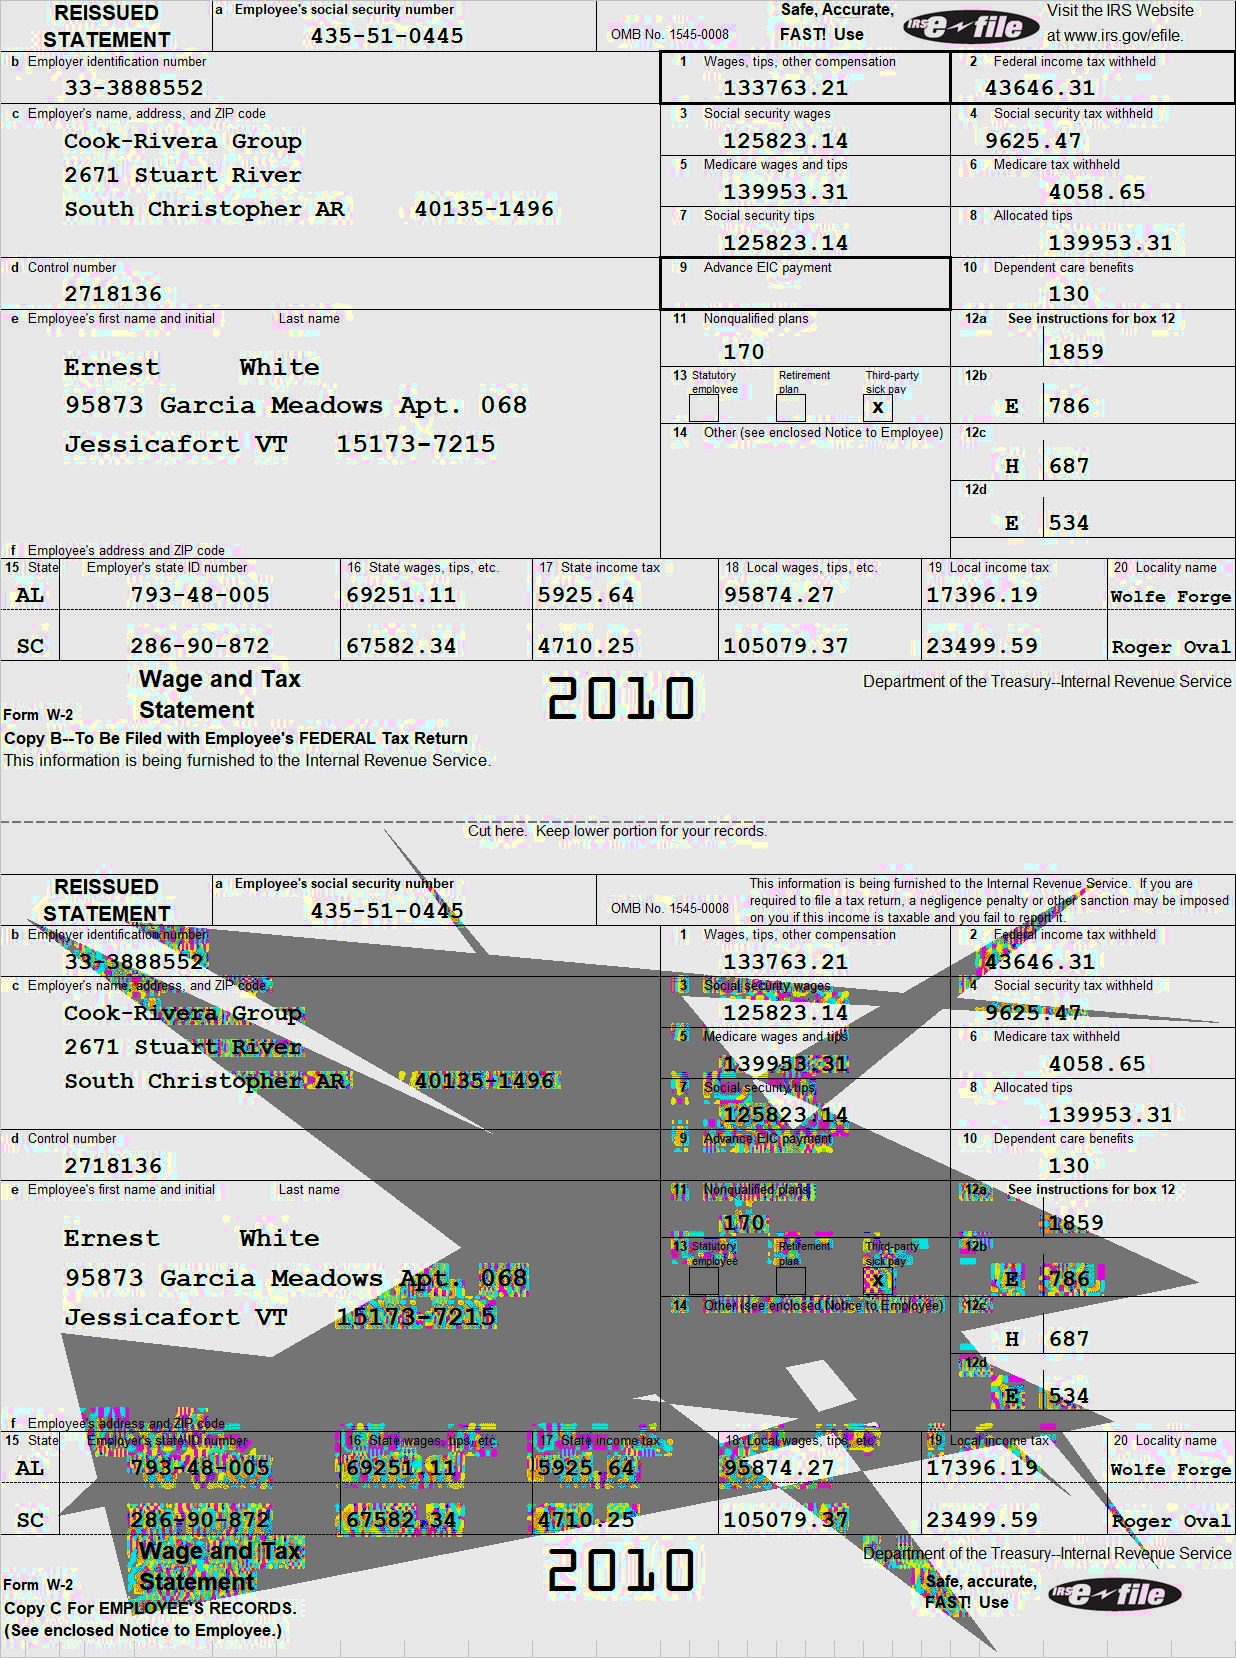 REISSUED STATEMENT
a Employee's social security number
435-51-0445
OMB No. 1545-0008
Safe, Accurate, FAST! Use
IRS e-file
Visit the IRS Website at www.irs.gov/efile.
b Employer identification number
33-3888552
1 Wages, tips, other compensation
133763.21
2 Federal income tax withheld
43646.31
c Employer's name, address, and ZIP code
Cook-Rivera Group
2671 Stuart River
South Christopher AR 40135-1496
3 Social security wages
125823.14
4 Social security tax withheld
9625.47
5 Medicare wages and tips
139953.31
6 Medicare tax withheld
4058.65
7 Social security tips
125823.14
8 Allocated tips
139953.31
d Control number
2718136
9 Advance EIC payment
10 Dependent care benefits
130
e Employee's first name and initial Last name
Ernest White
95873 Garcia Meadows Apt. 068
Jessicafort VT 15173-7215
11 Nonqualified plans
170
12a See instructions for box 12
1859
13 Statutory employee Retirement plan Third-party sick pay
X
12b
E 786
14 Other (see enclosed Notice to Employee)
12c
H 687
12d
E 534
f Employee's address and ZIP code
15 State Employer's state ID number 16 State wages, tips, etc. 17 State income tax 18 Local wages, tips, etc. 19 Local income tax 20 Locality name
AL 793-48-005 69251.11 5925.64 95874.27 17396.19 Wolfe Forge
SC 286-90-872 67582.34 4710.25 105079.37 23499.59 Roger Oval
Wage and Tax
Form W-2 Statement
2010
Department of the Treasury--Internal Revenue Service
Copy B--To Be Filed with Employee's FEDERAL Tax Return
This information is being furnished to the Internal Revenue Service.
Cut here. Keep lower portion for your records.
REISSUED STATEMENT
a Employee's social security number
435-51-0445
OMB No. 1545-0008
This information is being furnished to the Internal Revenue Service. If you are
required to file a tax return, a negligence penalty or other sanction may be imposed
on you if this income is taxable and you fail to report it.
b Employer identification number
33-3888552
1 Wages, tips, other compensation
133763.21
2 Federal income tax withheld
43646.31
c Employer's name, address, and ZIP code
Cook-Rivera Group
2671 Stuart River
South Christopher AR 40135-1496
3 Social security wages
125823.14
4 Social security tax withheld
9625.47
5 Medicare wages and tips
139953.31
6 Medicare tax withheld
4058.65
7 Social security tips
125823.14
8 Allocated tips
139953.31
d Control number
2718136
9 Advance EIC payment
10 Dependent care benefits
130
e Employee's first name and initial Last name
Ernest White
95873 Garcia Meadows Apt. 068
Jessicafort VT 15173-7215
11 Nonqualified plans
170
12a See instructions for box 12
1859
13 Statutory employee Retirement plan Third-party sick pay
X
12b
E 786
14 Other (see enclosed Notice to Employee)
12c
H 687
12d
E 534
f Employee's address and ZIP code
15 State Employer's state ID number 16 State wages, tips, etc. 17 State income tax 18 Local wages, tips, etc. 19 Local income tax 20 Locality name
AL 793-48-005 69251.11 5925.64 95874.27 17396.19 Wolfe Forge
SC 286-90-872 67582.34 4710.25 105079.37 23499.59 Roger Oval
Wage and Tax
Form W-2 Statement
2010
Department of the Treasury--Internal Revenue Service
Safe, accurate, FAST! Use
IRS e-file
Copy C For EMPLOYEE'S RECORDS.
(See enclosed Notice to Employee.)